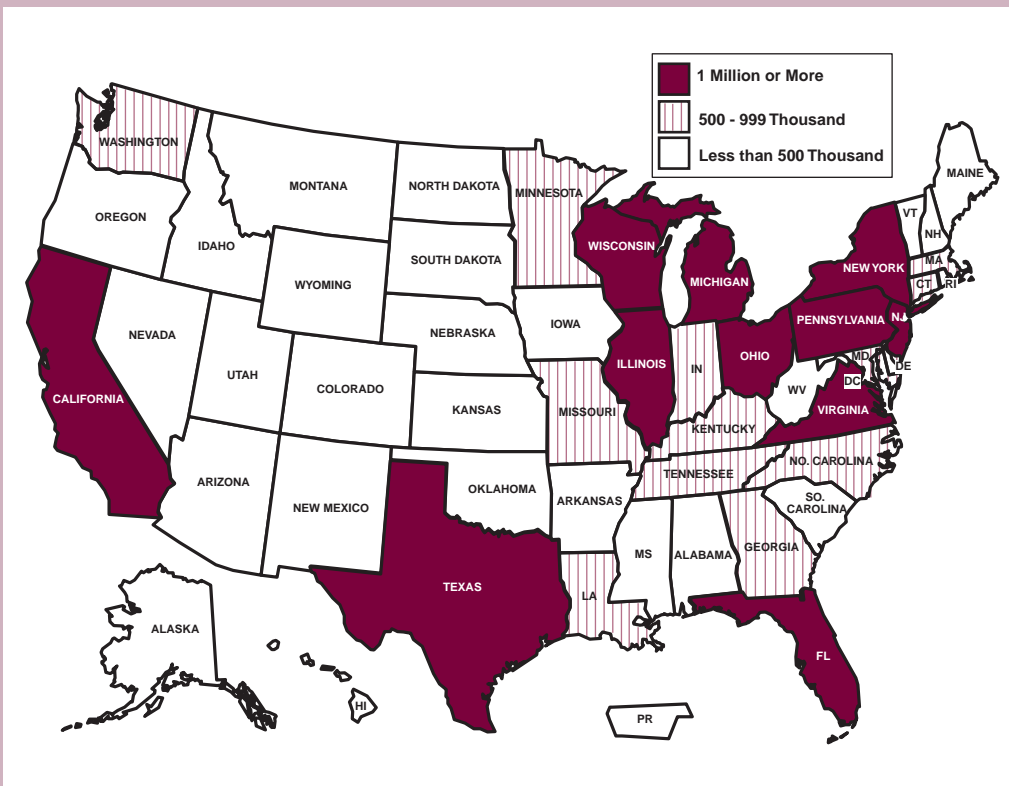 1 Million or More
500 - 999 Thousand
Less than 500 Thousand
WASHINGTON
MONTANA
NORTH DAKOTA
MINNESOTA
MAINE
OREGON
IDAHO
VT
NH
WISCONSIN
SOUTH DAKOTA
MICHIGAN
NEW YORK
MA
CT
RI
WYOMING
NEVADA
NEBRASKA
IOWA
PENNSYLVANIA
NJ
UTAH
COLORADO
ILLINOIS
IN
OHIO
MD
DE
DC
WV
CALIFORNIA
KANSAS
MISSOURI
KENTUCKY
VIRGINIA
ARIZONA
NEW MEXICO
OKLAHOMA
ARKANSAS
TENNESSEE
NO. CAROLINA
SO.
CAROLINA
MS
ALABAMA
GEORGIA
TEXAS
LA
FL
ALASKA
HI
PR